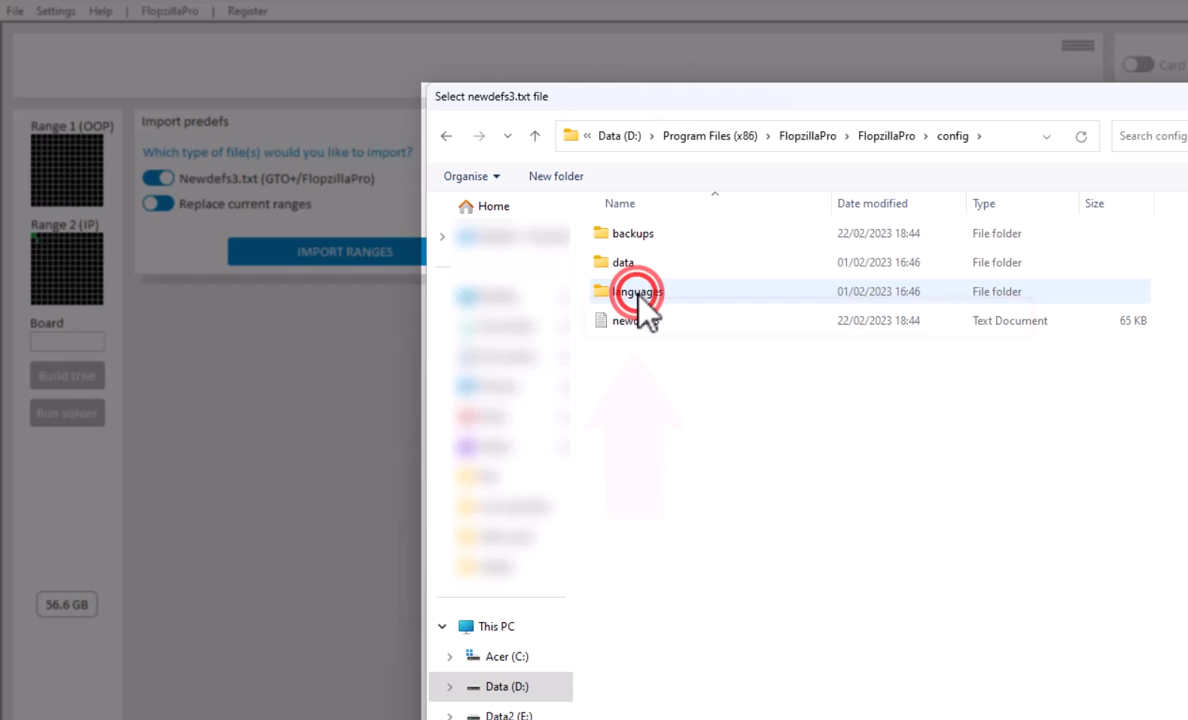 File Settings Help | FlopzillaPro | Register
Card
Range 1 (OOP)
Range 2 (IP)
Board
Build tree
Run solver
56.6 GB
Import predefs
Which type of file(s) would you like to import?
Newdefs3.txt (GTO+/FlopzillaPro)
Replace current ranges
IMPORT RANGES
Select newdefs3.txt file
« Data (D:) > Program Files (x86) > FlopzillaPro > FlopzillaPro > config >
Search config
Organise New folder
Home
This PC
Acer (C:)
Data (D:)
Data2 (E:)
Name Date modified Type Size
backups 22/02/2023 18:44 File folder
data 01/02/2023 16:46 File folder
languages 01/02/2023 16:46 File folder
22/02/2023 18:44 Text Document 65 KB